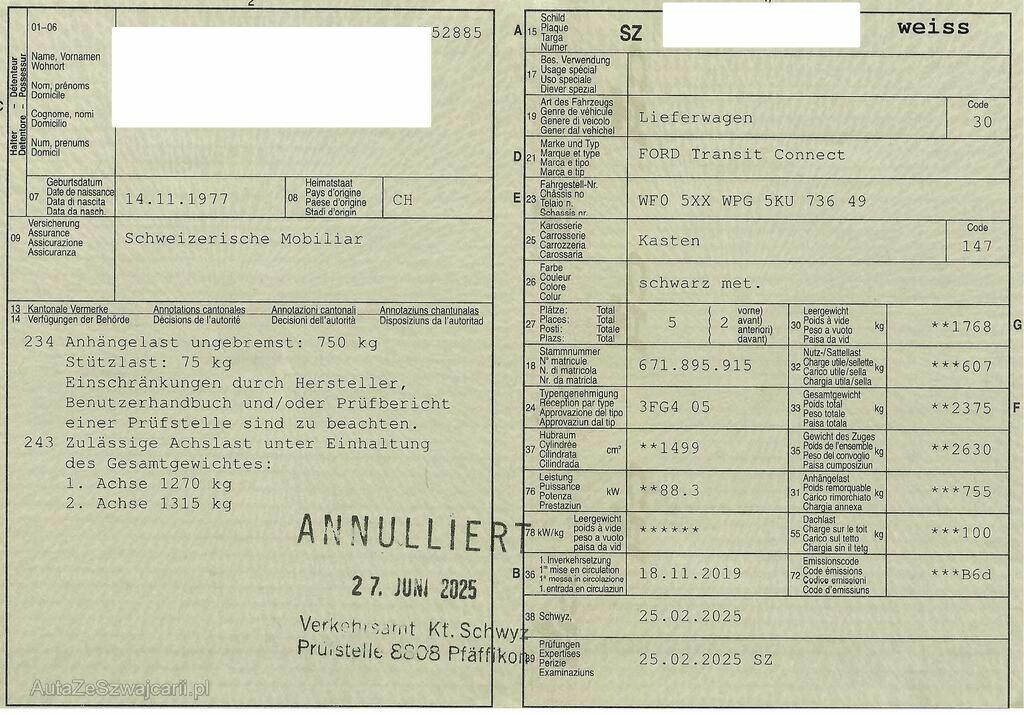 01-06
52885
Halter - Détenteur
Detentore - Possessur
Name, Vornamen
Wohnort
Nom, prénoms
Domicile
Cognome, nomi
Domicilio
Num, prenums
Domicil
07
Geburtsdatum
Date de naissance
Data di nascita
Data da nasch.
14.11.1977
08
Heimatstaat
Pays d'origine
Paese d'origine
Stadi d'origin
CH
09
Versicherung
Assurance
Assicurazione
Assicuranza
Schweizerische Mobiliar
13 Kantonale Vermerke Annotations cantonales Annotazioni cantonali Annotaziuns chantunalas
14 Verfügungen der Behörde Décisions de l'autorité Decisioni dell'autorità Disposiziuns da l'autoritad
234 Anhängelast ungebremst: 750 kg
Stützlast: 75 kg
Einschränkungen durch Hersteller,
Benutzerhandbuch und/oder Prüfbericht
einer Prüfstelle sind zu beachten.
243 Zulässige Achslast unter Einhaltung
des Gesamtgewichtes:
1. Achse 1270 kg
2. Achse 1315 kg
ANNULLIERT
27. JUNI 2025
Verkehrsamt Kt. Schwyz
Prüfstelle 8808 Pfäffikon
AutaZeSzwajcarii.pl
A 15
Schild
Plaque
Targa
Numer
SZ
weiss
17
Bes. Verwendung
Usage spécial
Uso speciale
Diever spezial
19
Art des Fahrzeugs
Genre de véhicule
Genere di veicolo
Gener dal vehichel
Lieferwagen
Code
30
D 21
Marke und Typ
Marque et type
Marca e tipo
Marca e tip
FORD Transit Connect
E 23
Fahrgestell-Nr.
Châssis no
Telaio n.
Schassis nr.
WF0 5XX WPG 5KU 736 49
25
Karosserie
Carrosserie
Carrozzeria
Carossaria
Kasten
Code
147
26
Farbe
Couleur
Colore
Colur
schwarz met.
27
Plätze: Total
Places: Total
Posti: Totale
Plazs: Total
5
( 2
vorne)
avant)
anteriori)
davant)
30
Leergewicht
Poids à vide
Peso a vuoto
Paisa da vid
kg
**1768
G
18
Stammnummer
N° matricule
N. di matricola
Nr. da matricla
671.895.915
32
Nutz-/Sattellast
Charge utile/sellette
Carico utile/sella
Chargia utila/sella
kg
***607
24
Typengenehmigung
Réception par type
Approvazione del tipo
Approvaziun dal tip
3FG4 05
33
Gesamtgewicht
Poids total
Peso totale
Paisa totala
kg
**2375
F
37
Hubraum
Cylindrée
Cilindrata
Cilindrada
cm³
**1499
35
Gewicht des Zuges
Poids de l'ensemble
Peso del convoglio
Paisa cumposiziun
kg
**2630
76
Leistung
Puissance
Potenza
Prestaziun
kW
**88.3
31
Anhängelast
Poids remorquable
Carico rimorchiato
Chargia annexa
kg
***755
78 kW/kg
Leergewicht
poids à vide
peso a vuoto
paisa da vid
******
55
Dachlast
Charge sur le toit
Carico sul tetto
Chargia sin il tetg
kg
***100
B 36
1. Inverkehrsetzung
1re mise en circulation
1a messa in circolazione
1. entrada en circulaziun
18.11.2019
72
Emissionscode
Code émissions
Codice emissioni
Code d'emissiuns
***B6d
38 Schwyz,
25.02.2025
39
Prüfungen
Expertises
Perizie
Examinaziuns
25.02.2025 SZ